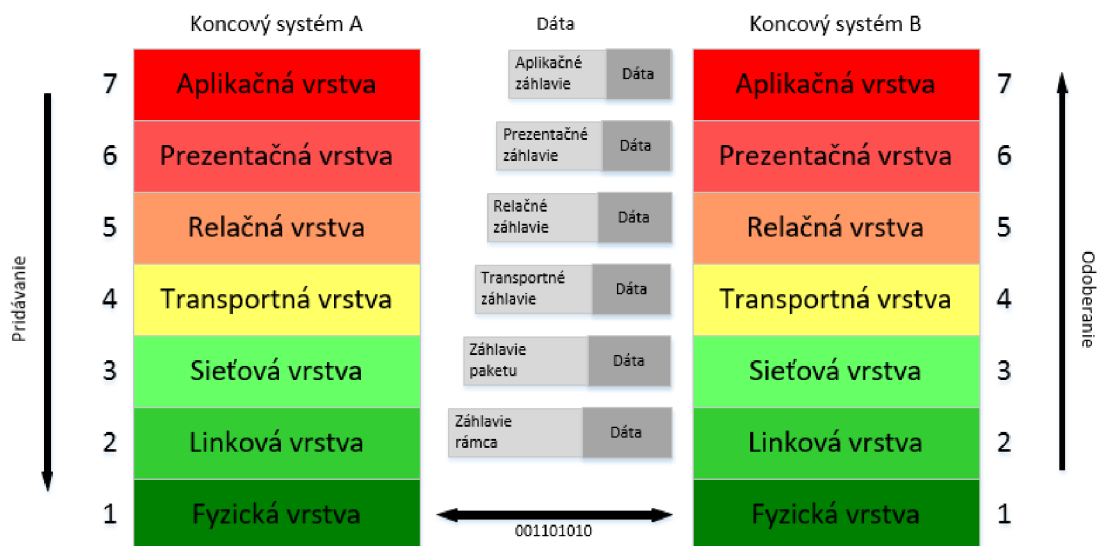 Koncový systém A
Dáta
Koncový systém B
7
Aplikačná vrstva
Aplikačné
záhlavie
Dáta
Aplikačná vrstva
7
6
Prezentačná vrstva
Prezentačné
záhlavie
Dáta
Prezentačná vrstva
6
5
Relačná vrstva
Relačné
záhlavie
Dáta
Relačná vrstva
5
Pridávanie
4
Transportná vrstva
Transportné
záhlavie
Dáta
Transportná vrstva
4
Odoberanie
3
Sieťová vrstva
Záhlavie
paketu
Dáta
Sieťová vrstva
3
2
Linková vrstva
Záhlavie
rámca
Dáta
Linková vrstva
2
1
Fyzická vrstva
001101010
Fyzická vrstva
1